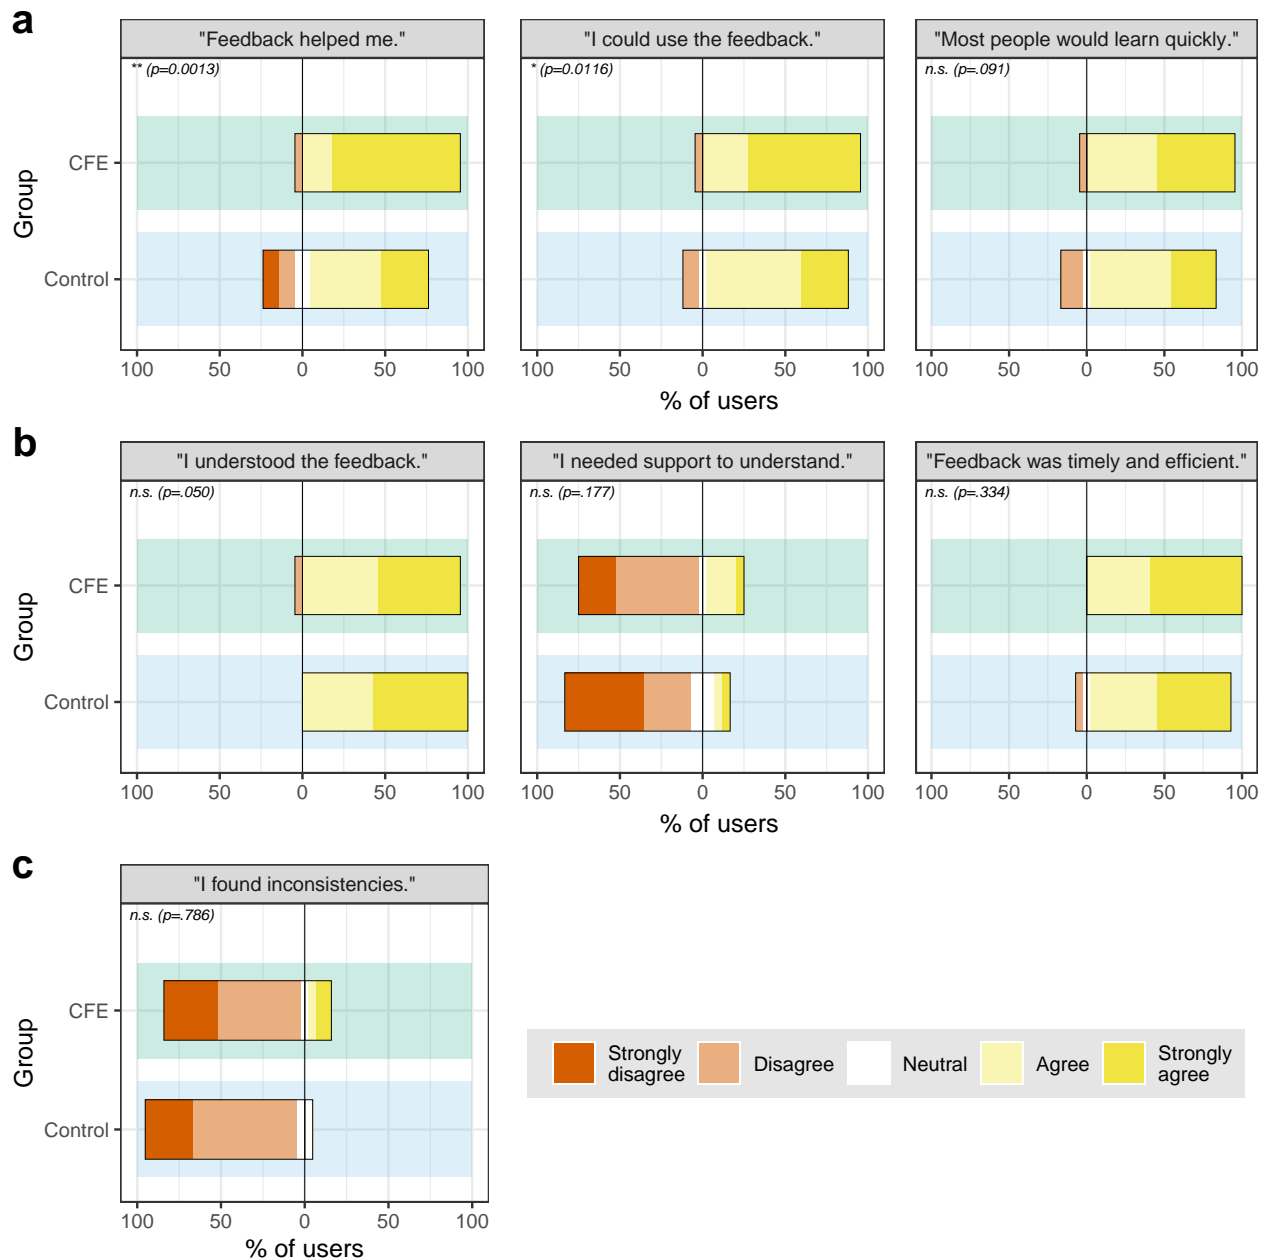 a
"Feedback helped me."
"I could use the feedback."
"Most people would learn quickly."
** (p=0.0013)
* (p=0.0116)
n.s. (p=.091)
Group
CFE
Control
100 50 0 50 100
100 50 0 50 100
100 50 0 50 100
% of users
b
"I understood the feedback."
"I needed support to understand."
"Feedback was timely and efficient."
n.s. (p=.050)
n.s. (p=.177)
n.s. (p=.334)
Group
CFE
Control
100 50 0 50 100
100 50 0 50 100
100 50 0 50 100
% of users
c
"I found inconsistencies."
n.s. (p=.786)
Group
CFE
Control
100 50 0 50 100
% of users
Strongly
disagree
Disagree
Neutral
Agree
Strongly
agree